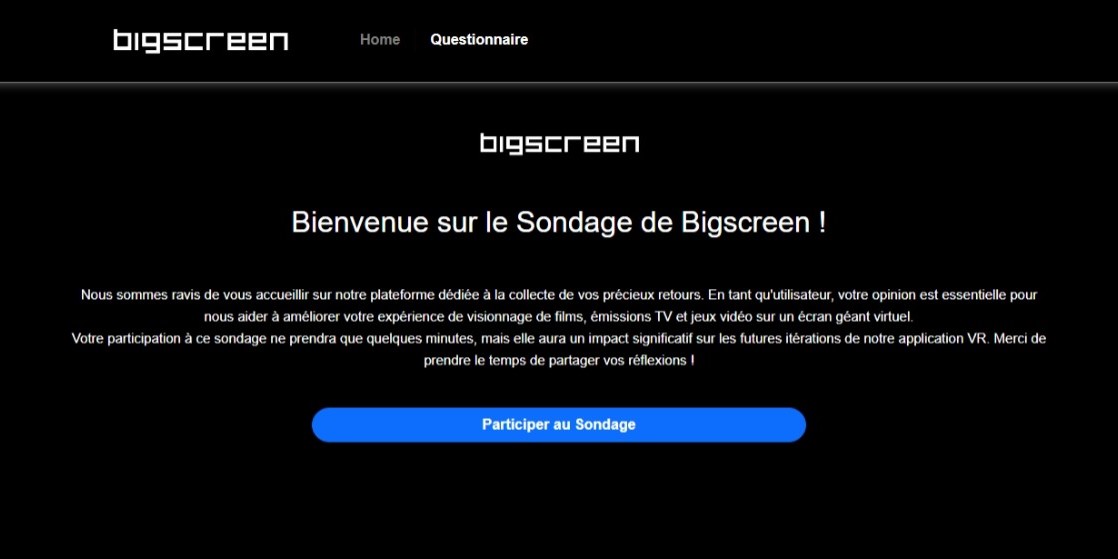 bigscreen Home Questionnaire
bigscreen
Bienvenue sur le Sondage de Bigscreen !
Nous sommes ravis de vous accueillir sur notre plateforme dédiée à la collecte de vos précieux retours. En tant qu'utilisateur, votre opinion est essentielle pour
nous aider à améliorer votre expérience de visionnage de films, émissions TV et jeux vidéo sur un écran géant virtuel.
Votre participation à ce sondage ne prendra que quelques minutes, mais elle aura un impact significatif sur les futures itérations de notre application VR. Merci de
prendre le temps de partager vos réflexions !
Participer au Sondage